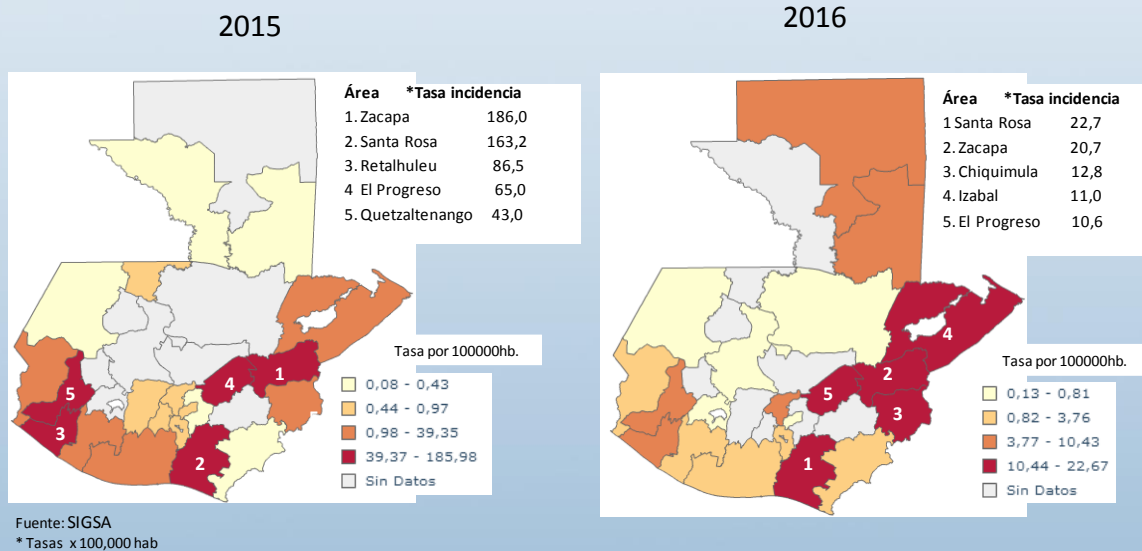 2015
Área *Tasa incidencia
1. Zacapa 186,0
2. Santa Rosa 163,2
3. Retalhuleu 86,5
4 El Progreso 65,0
5. Quetzaltenango 43,0
Tasa por 100000hb.
0,08 - 0,43
0,44 - 0,97
0,98 - 39,35
39,37 - 185,98
Sin Datos
1
4
5
3
2
Fuente: SIGSA
* Tasas x 100,000 hab
2016
Área *Tasa incidencia
1 Santa Rosa 22,7
2. Zacapa 20,7
3. Chiquimula 12,8
4. Izabal 11,0
5. El Progreso 10,6
Tasa por 100000hb.
0,13 - 0,81
0,82 - 3,76
3,77 - 10,43
10,44 - 22,67
Sin Datos
4
2
5
3
1